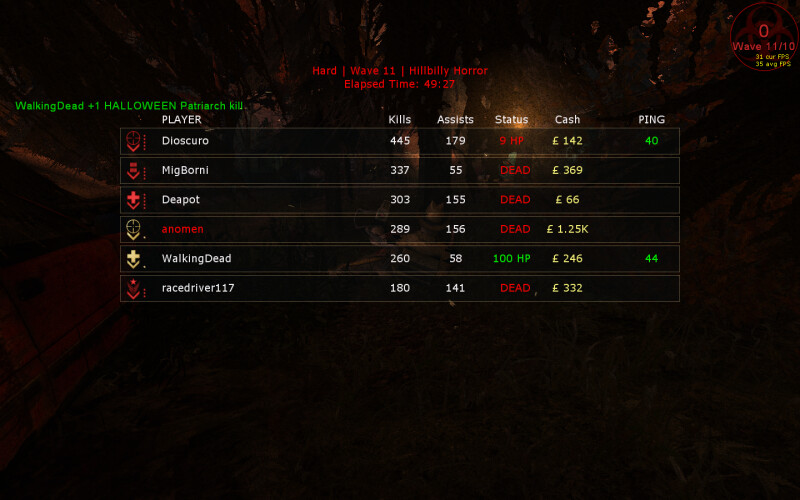 0
Wave 11/10
31 cur FPS
35 avg FPS
Hard | Wave 11 | Hillbilly Horror
Elapsed Time: 49:27
WalkingDead +1 HALLOWEEN Patriarch kill.
PLAYER Kills Assists Status Cash PING
Dioscuro 445 179 9 HP £ 142 40
MigBorni 337 55 DEAD £ 369
Deapot 303 155 DEAD £ 66
anomen 289 156 DEAD £ 1.25K
WalkingDead 260 58 100 HP £ 246 44
racedriver117 180 141 DEAD £ 332